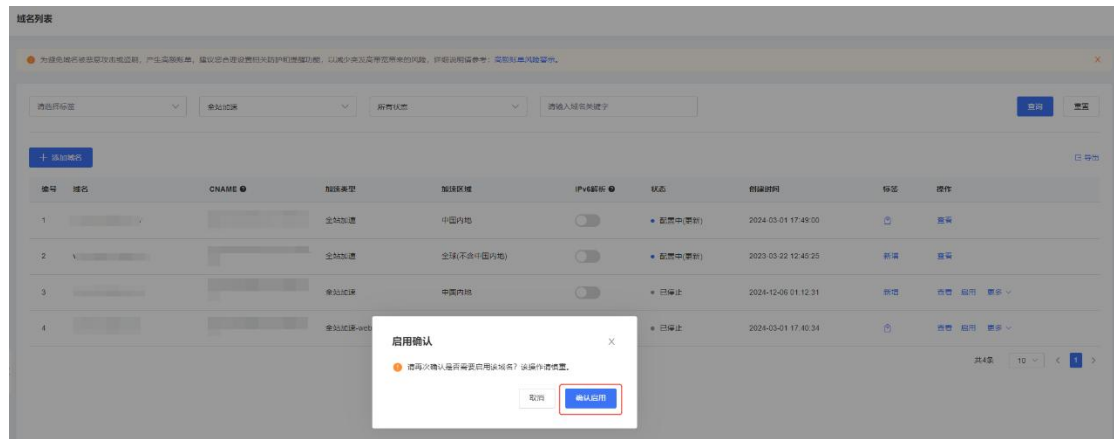 域名列表
为避免域名被恶意攻击或盗刷，产生高额账单，建议您合理设置相关防护和提醒功能，以减少突发高带宽带来的风险，详细说明请参考：高额账单风险警示。 X
请选择标签 全站加速 所有状态 请输入域名关键字 查询 重置
+ 添加域名 导出
编号 域名 CNAME 加速类型 加速区域 IPv6解析 状态 创建时间 标签 操作
1 全站加速 中国内地 配置中(更新) 2024-03-01 17:49:00 查看
2 全站加速 全球(不含中国内地) 配置中(更新) 2023-03-22 12:45:25 新增 查看
3 全站加速 中国内地 已停止 2024-12-06 01:12:31 新增 查看 启用 更多
4 全站加速-web 已停止 2024-03-01 17:40:34 查看 启用 更多
启用确认 X
请再次确认是否需要启用该域名？该操作请慎重。
取消 确认启用
共4条 10 < 1 >